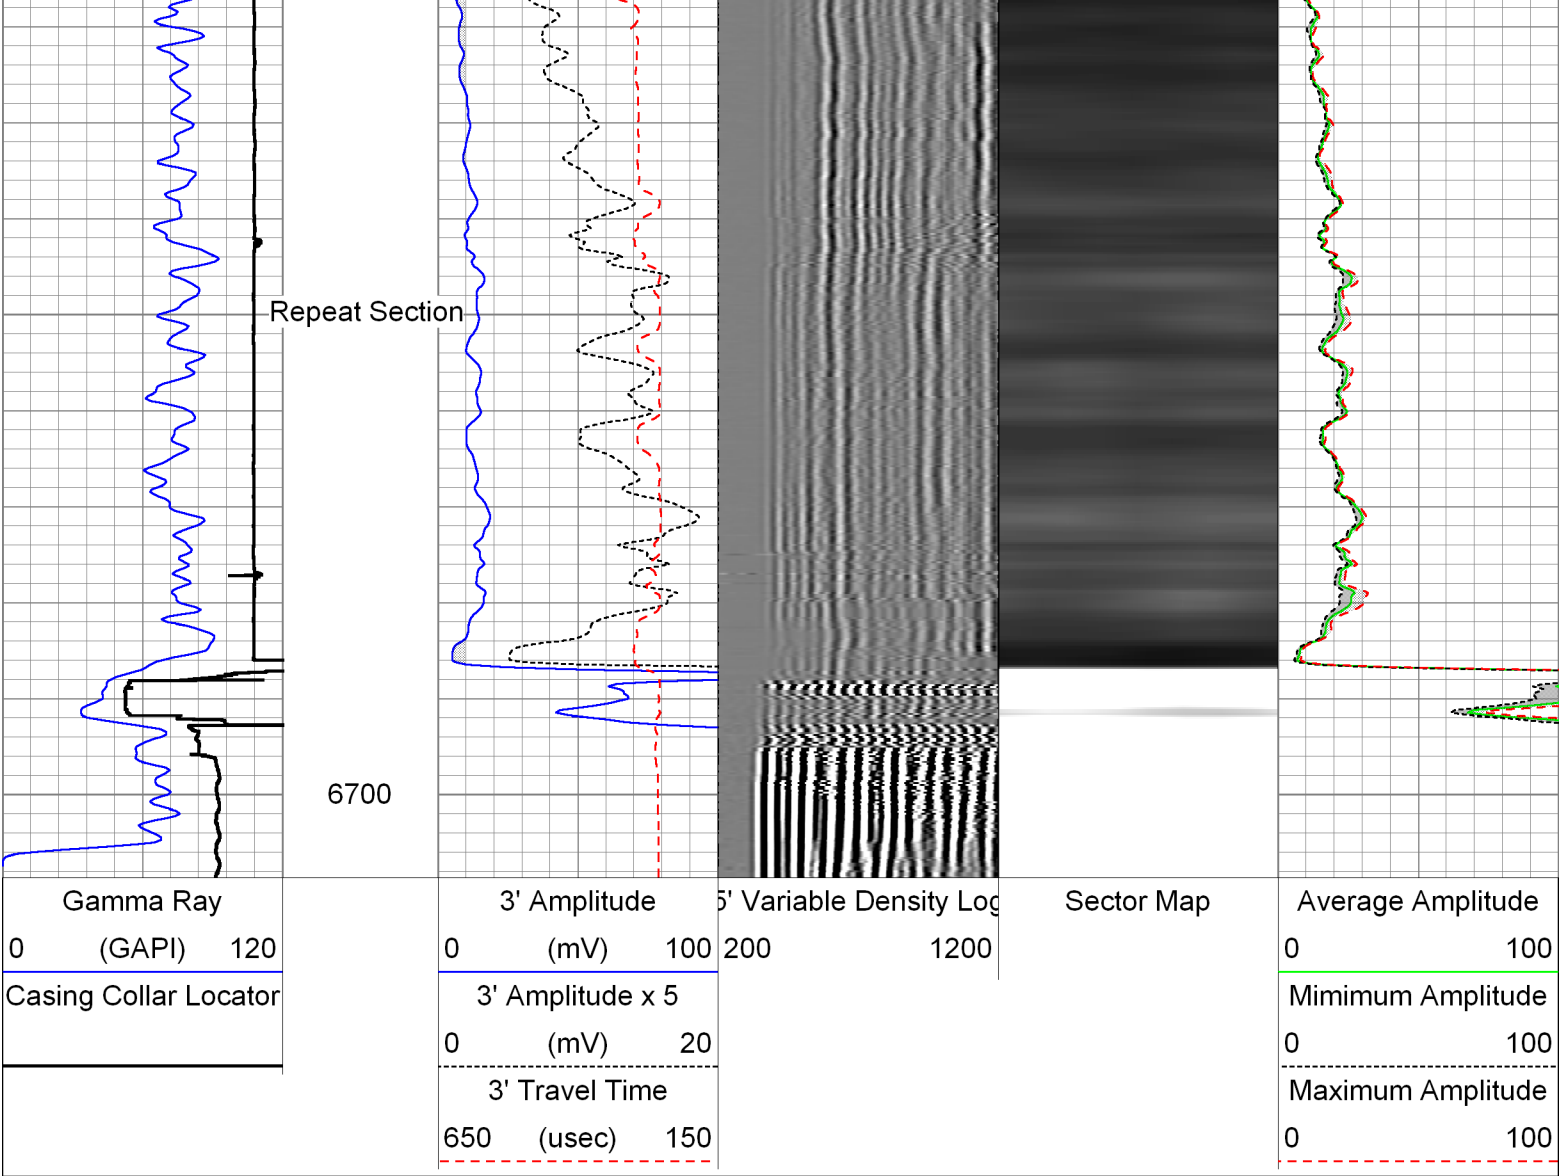 Repeat Section
6700
Gamma Ray
0 (GAPI) 120
Casing Collar Locator
3' Amplitude
0 (mV) 100
3' Amplitude x 5
0 (mV) 20
3' Travel Time
650 (usec) 150
5' Variable Density Log
200 1200
Sector Map
Average Amplitude
0 100
Mimimum Amplitude
0 100
Maximum Amplitude
0 100